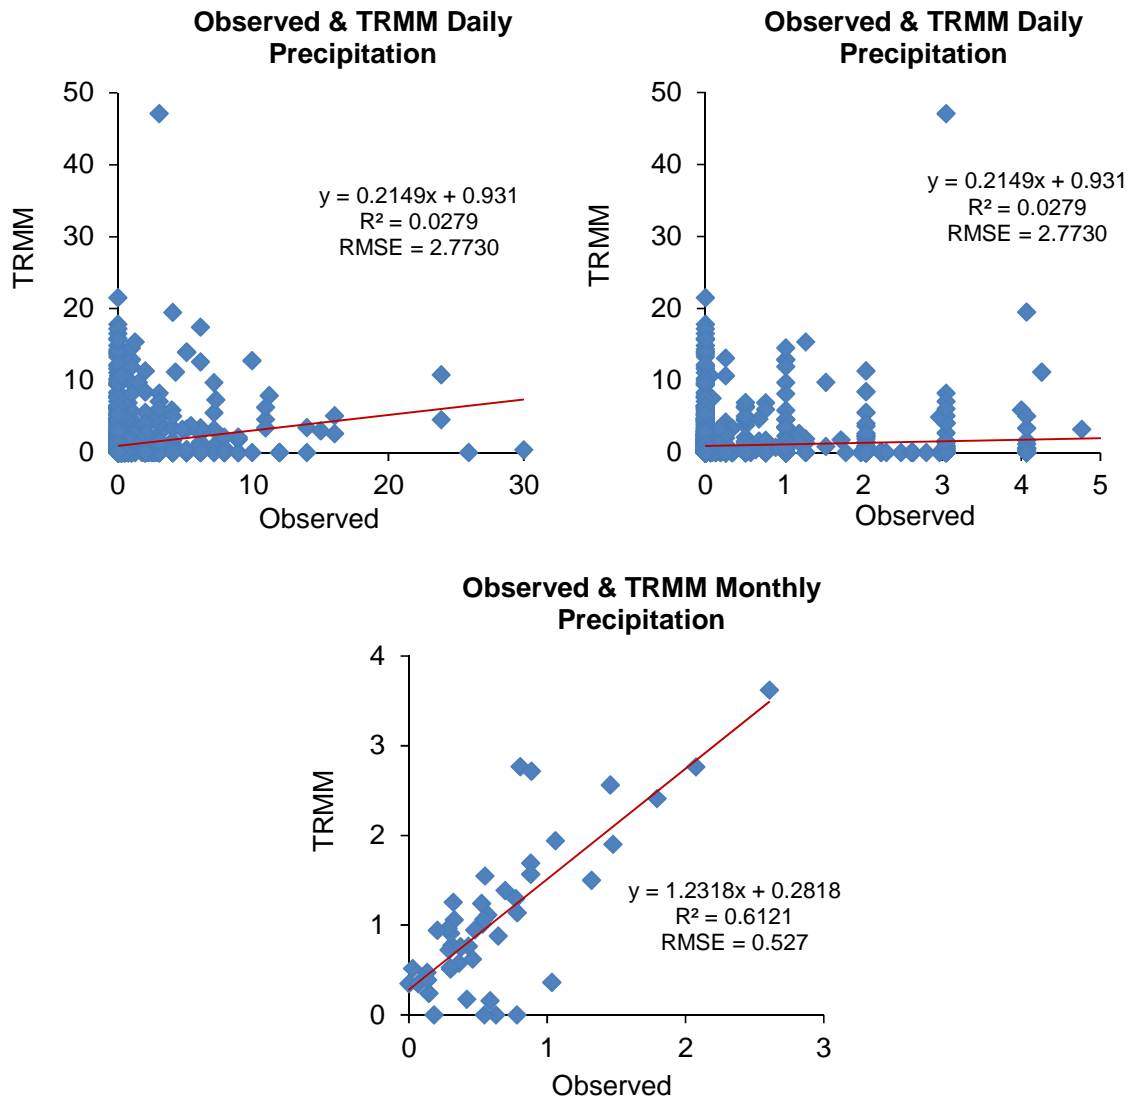 Observed & TRMM Daily
Precipitation
50
40
30
20
10
0
TRMM
y = 0.2149x + 0.931
R² = 0.0279
RMSE = 2.7730
0 10 20 30
Observed
Observed & TRMM Daily
Precipitation
50
40
30
20
10
0
TRMM
y = 0.2149x + 0.931
R² = 0.0279
RMSE = 2.7730
0 1 2 3 4 5
Observed
Observed & TRMM Monthly
Precipitation
4
3
2
1
0
TRMM
y = 1.2318x + 0.2818
R² = 0.6121
RMSE = 0.527
0 1 2 3
Observed